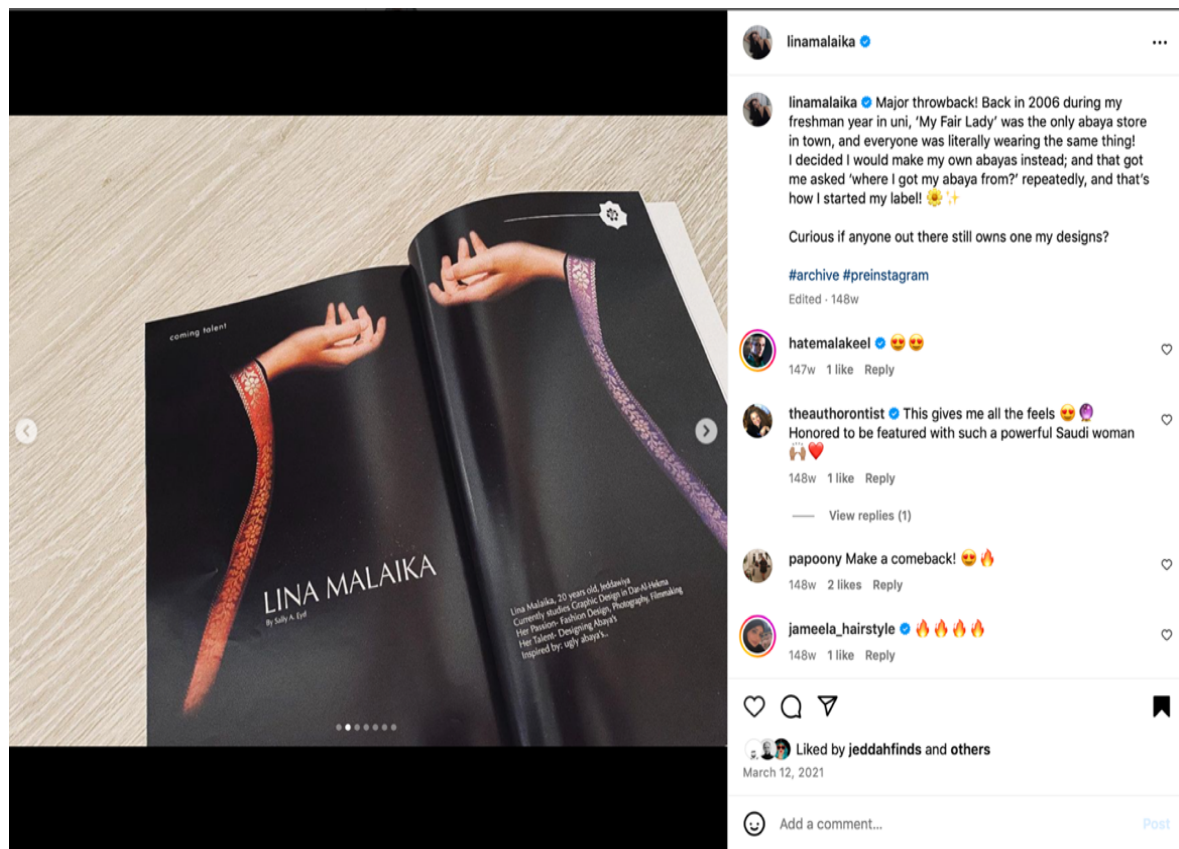 coming talent
LINA MALAIKA
By Sally A. Eyd
Lina Malaika, 20 years old, Jeddawiya
Currently studies Graphic Design in Dar-Al-Hekma
Her Passion- Fashion Design, Photography, Filmmaking
Her Talent- Designing Abaya's
Inspired by: ugly abaya's..
linamalaika
linamalaika Major throwback! Back in 2006 during my
freshman year in uni, ‘My Fair Lady’ was the only abaya store
in town, and everyone was literally wearing the same thing!
I decided I would make my own abayas instead; and that got
me asked ‘where I got my abaya from?’ repeatedly, and that’s
how I started my label! 🌼✨
Curious if anyone out there still owns one my designs?
#archive #preinstagram
Edited · 148w
hatemalakeel 😍😍
147w 1 like Reply
theauthorontist This gives me all the feels 😍🔮
Honored to be featured with such a powerful Saudi woman
🙌🏽❤️
148w 1 like Reply
View replies (1)
papoony Make a comeback! 😍🔥
148w 2 likes Reply
jameela_hairstyle 🔥🔥🔥🔥
148w 1 like Reply
Liked by jeddahfinds and others
March 12, 2021
Add a comment...
Post